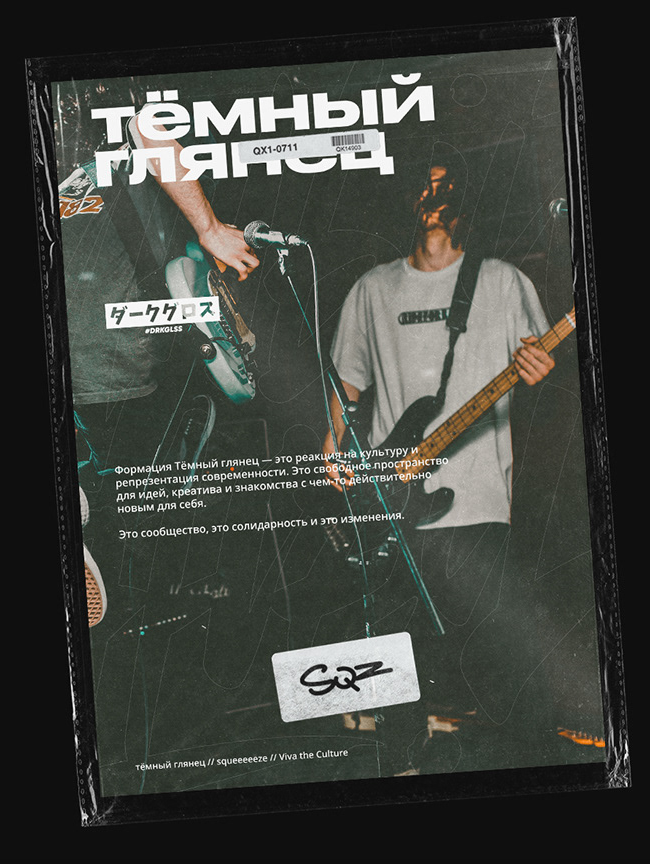 тёмный
глянец
QX1-0711
QK14903
ダークグロス
#DRKGLSS
Формация Тёмный глянец — это реакция на культуру и
репрезентация современности. Это свободное пространство
для идей, креатива и знакомства с чем-то действительно
новым для себя.
Это сообщество, это солидарность и это изменения.
SQZ
тёмный глянец // squeeeeeze // Viva the Culture